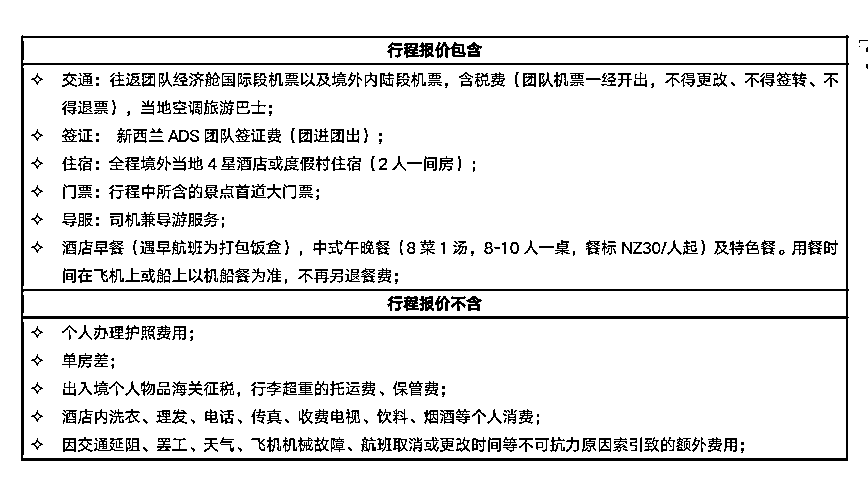 行程报价包含
✧ 交通：往返团队经济舱国际段机票以及境外内陆段机票，含税费（团队机票一经开出，不得更改、不得签转、不
得退票），当地空调旅游巴士；
✧ 签证： 新西兰 ADS 团队签证费（团进团出）；
✧ 住宿：全程境外当地 4 星酒店或度假村住宿（2 人一间房）；
✧ 门票：行程中所含的景点首道大门票；
✧ 导服：司机兼导游服务；
✧ 酒店早餐（遇早航班为打包饭盒），中式午晚餐（8 菜 1 汤，8-10 人一桌，餐标 NZ30/人起）及特色餐。用餐时
间在飞机上或船上以机船餐为准，不再另退餐费；
行程报价不含
✧ 个人办理护照费用；
✧ 单房差；
✧ 出入境个人物品海关征税，行李超重的托运费、保管费；
✧ 酒店内洗衣、理发、电话、传真、收费电视、饮料、烟酒等个人消费；
✧ 因交通延阻、罢工、天气、飞机机械故障、航班取消或更改时间等不可抗力原因索引致的额外费用；